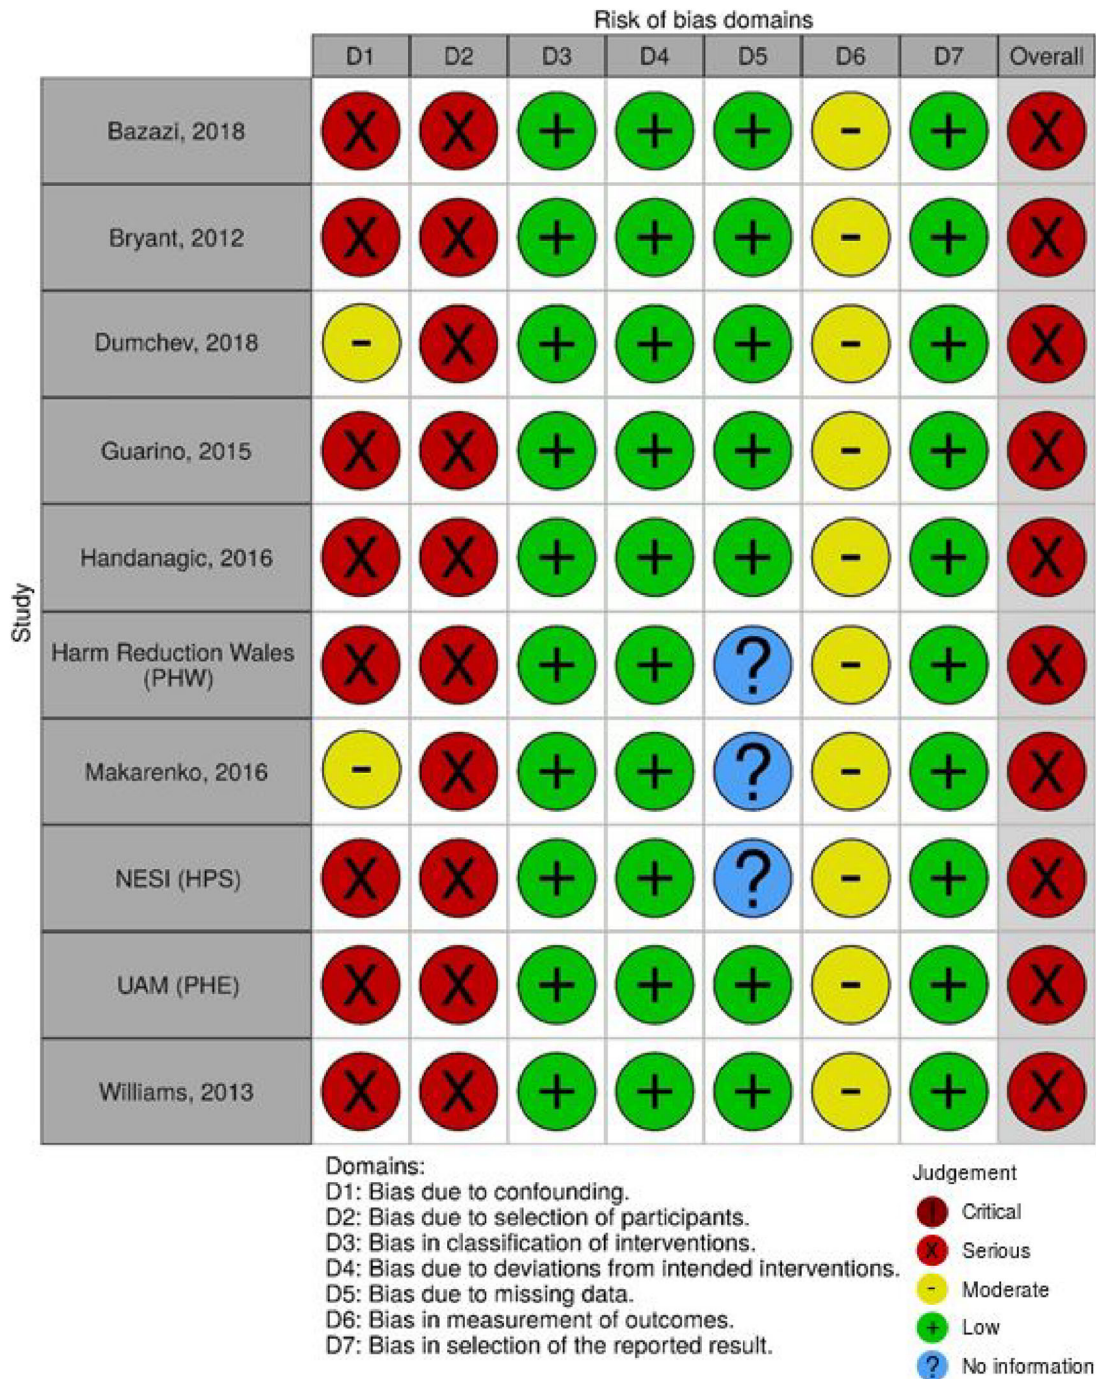 Risk of bias domains
D1 D2 D3 D4 D5 D6 D7 Overall
Study
Bazazi, 2018 X X + + + - + X
Bryant, 2012 X X + + + - + X
Dumchev, 2018 - X + + + - + X
Guarino, 2015 X X + + + - + X
Handanagic, 2016 X X + + + - + X
Harm Reduction Wales
(PHW) X X + + ? - + X
Makarenko, 2016 - X + + ? - + X
NESI (HPS) X X + + ? - + X
UAM (PHE) X X + + + - + X
Williams, 2013 X X + + + - + X
Domains:
D1: Bias due to confounding.
D2: Bias due to selection of participants.
D3: Bias in classification of interventions.
D4: Bias due to deviations from intended interventions.
D5: Bias due to missing data.
D6: Bias in measurement of outcomes.
D7: Bias in selection of the reported result.
Judgement
! Critical
X Serious
- Moderate
+ Low
? No information